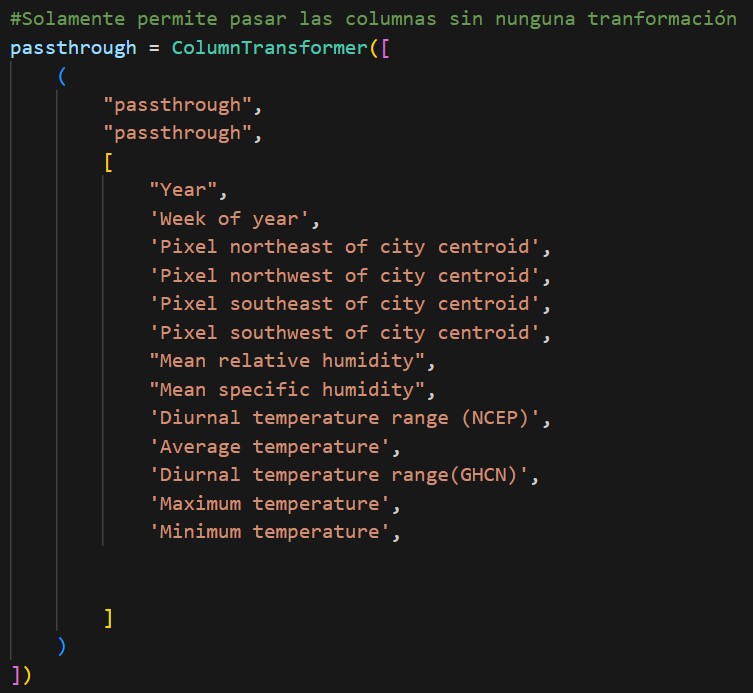 #Solamente permite pasar las columnas sin nunguna tranformación
passthrough = ColumnTransformer([
    (
        "passthrough",
        "passthrough",
        [
            "Year",
            'Week of year',
            'Pixel northeast of city centroid',
            'Pixel northwest of city centroid',
            'Pixel southeast of city centroid',
            'Pixel southwest of city centroid',
            "Mean relative humidity",
            "Mean specific humidity",
            'Diurnal temperature range (NCEP)',
            'Average temperature',
            'Diurnal temperature range(GHCN)',
            'Maximum temperature',
            'Minimum temperature',
        ]
    )
])